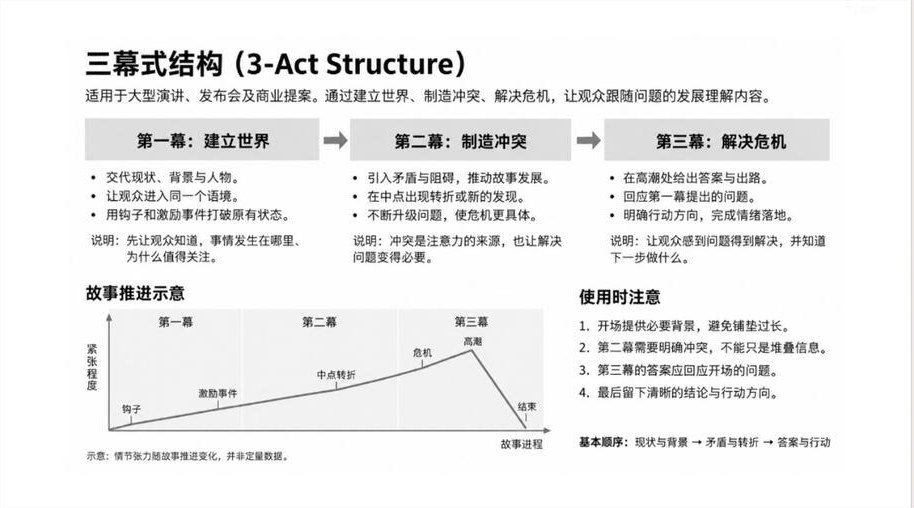 三幕式结构（3-Act Structure）
适用于大型演讲、发布会及商业提案。通过建立世界、制造冲突、解决危机，让观众跟随问题的发展理解内容。
第一幕：建立世界
• 交代现状、背景与人物。
• 让观众进入同一个语境。
• 用钩子和激励事件打破原有状态。
说明：先让观众知道，事情发生在哪里、
为什么值得关注。
第二幕：制造冲突
• 引入矛盾与阻碍，推动故事发展。
• 在中点出现转折或新的发现。
• 不断升级问题，使危机更具体。
说明：冲突是注意力的来源，也让解决
问题变得必要。
第三幕：解决危机
• 在高潮处给出答案与出路。
• 回应第一幕提出的问题。
• 明确行动方向，完成情绪落地。
说明：让观众感到问题得到解决，并知道
下一步做什么。
故事推进示意
第一幕
第二幕
第三幕
紧张程度
钩子
激励事件
中点转折
危机
高潮
结束
故事进程
示意：情节张力随故事推进变化，并非定量数据。
使用时注意
1. 开场提供必要背景，避免铺垫过长。
2. 第二幕需要明确冲突，不能只是堆叠信息。
3. 第三幕的答案应回应开场的问题。
4. 最后留下清晰的结论与行动方向。
基本顺序：现状与背景 → 矛盾与转折 → 答案与行动